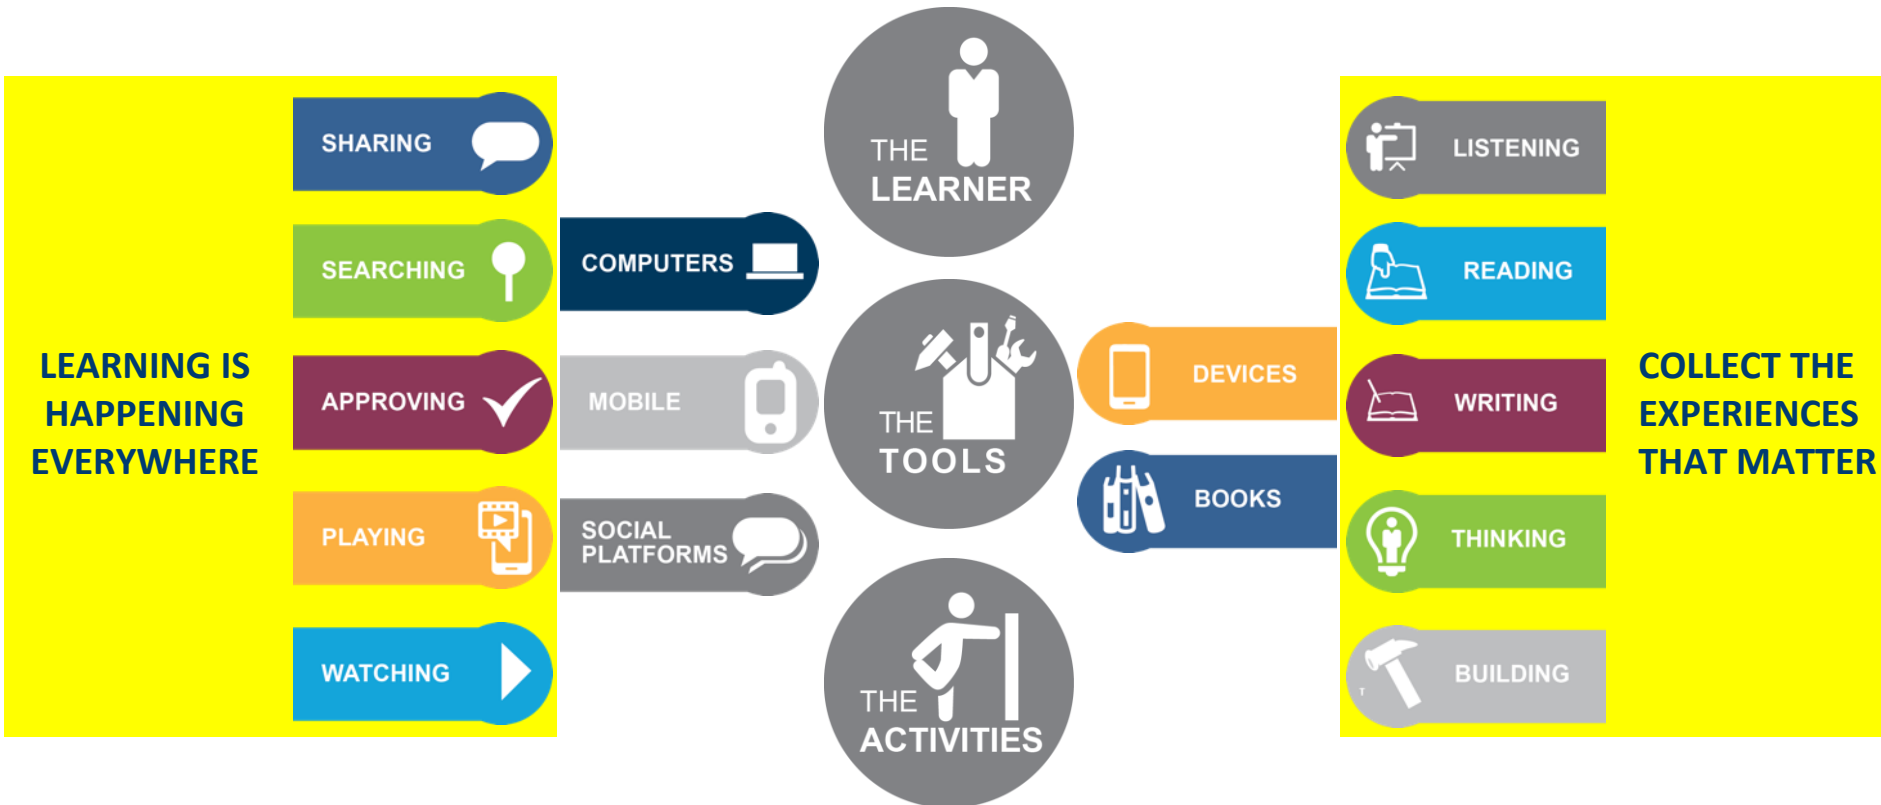 LEARNING IS
HAPPENING
EVERYWHERE
SHARING
SEARCHING
APPROVING
PLAYING
WATCHING
COMPUTERS
MOBILE
SOCIAL
PLATFORMS
THE
LEARNER
THE
TOOLS
THE
ACTIVITIES
DEVICES
BOOKS
LISTENING
READING
WRITING
THINKING
T
BUILDING
COLLECT THE
EXPERIENCES
THAT MATTER